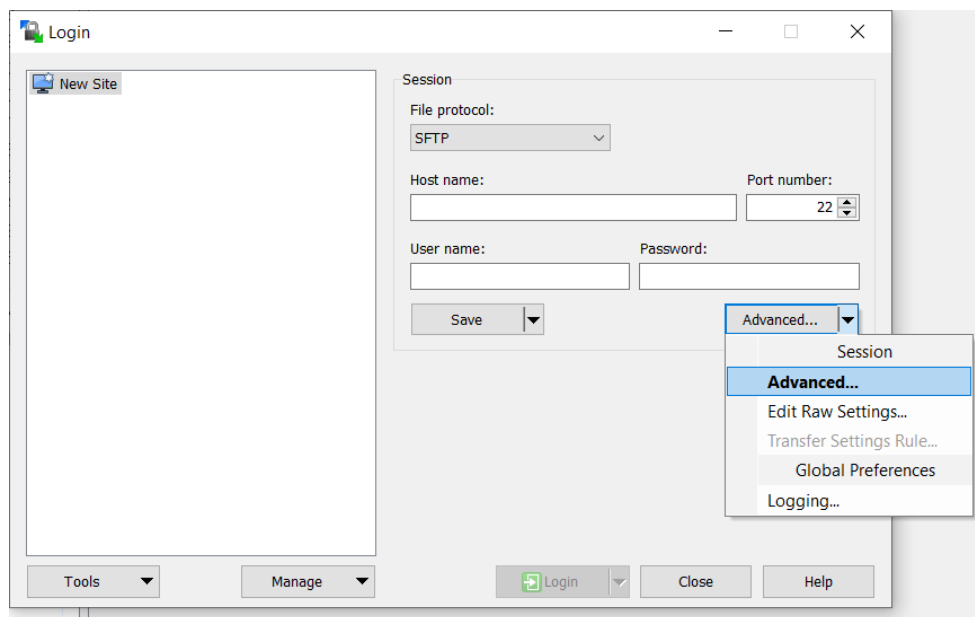 Login
New Site
Session
File protocol:
SFTP
Host name:
Port number:
22
User name:
Password:
Save
Advanced...
Session
Advanced...
Edit Raw Settings...
Transfer Settings Rule...
Global Preferences
Logging...
Tools
Manage
Login
Close
Help